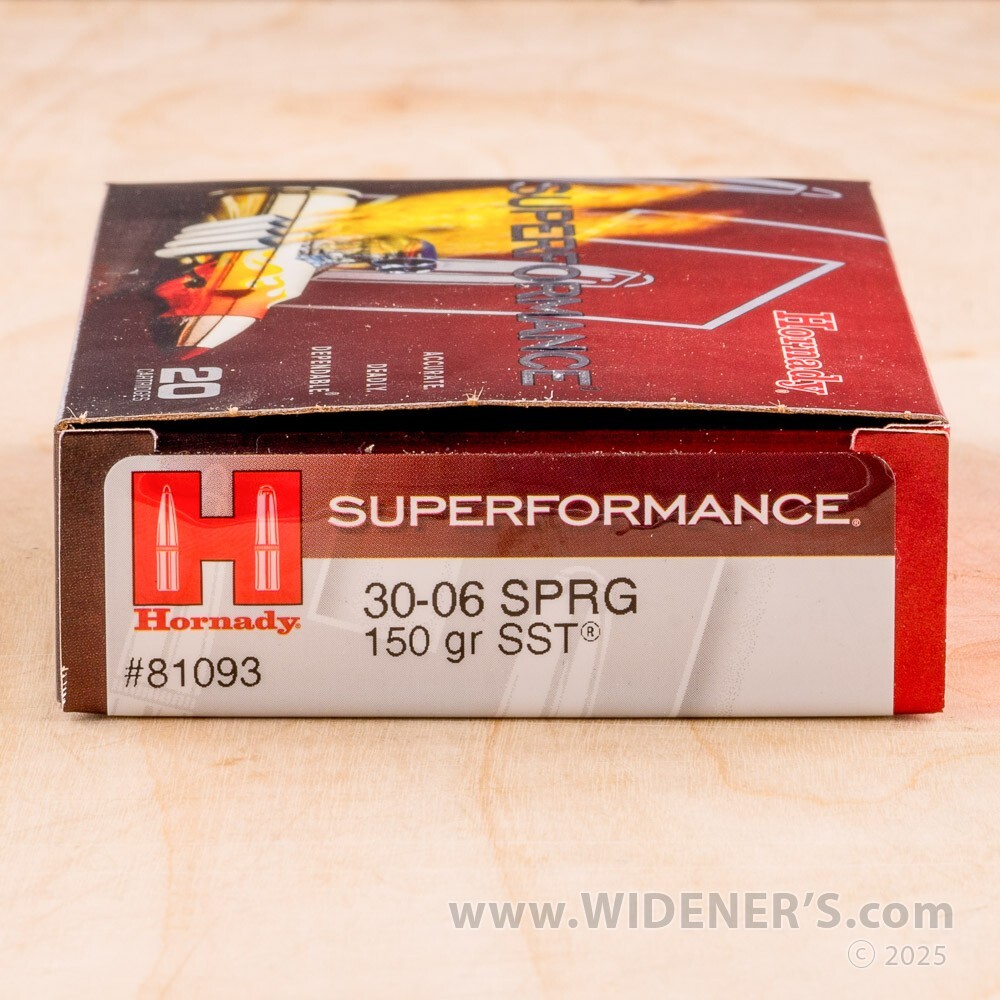 SUPERFORMANCE
Hornady®
ACCURATE
DEADLY
DEPENDABLE®
20
CARTRIDGES
SUPERFORMANCE®
Hornady®
30-06 SPRG
150 gr SST®
#81093
www.WIDENER'S.com
© 2025